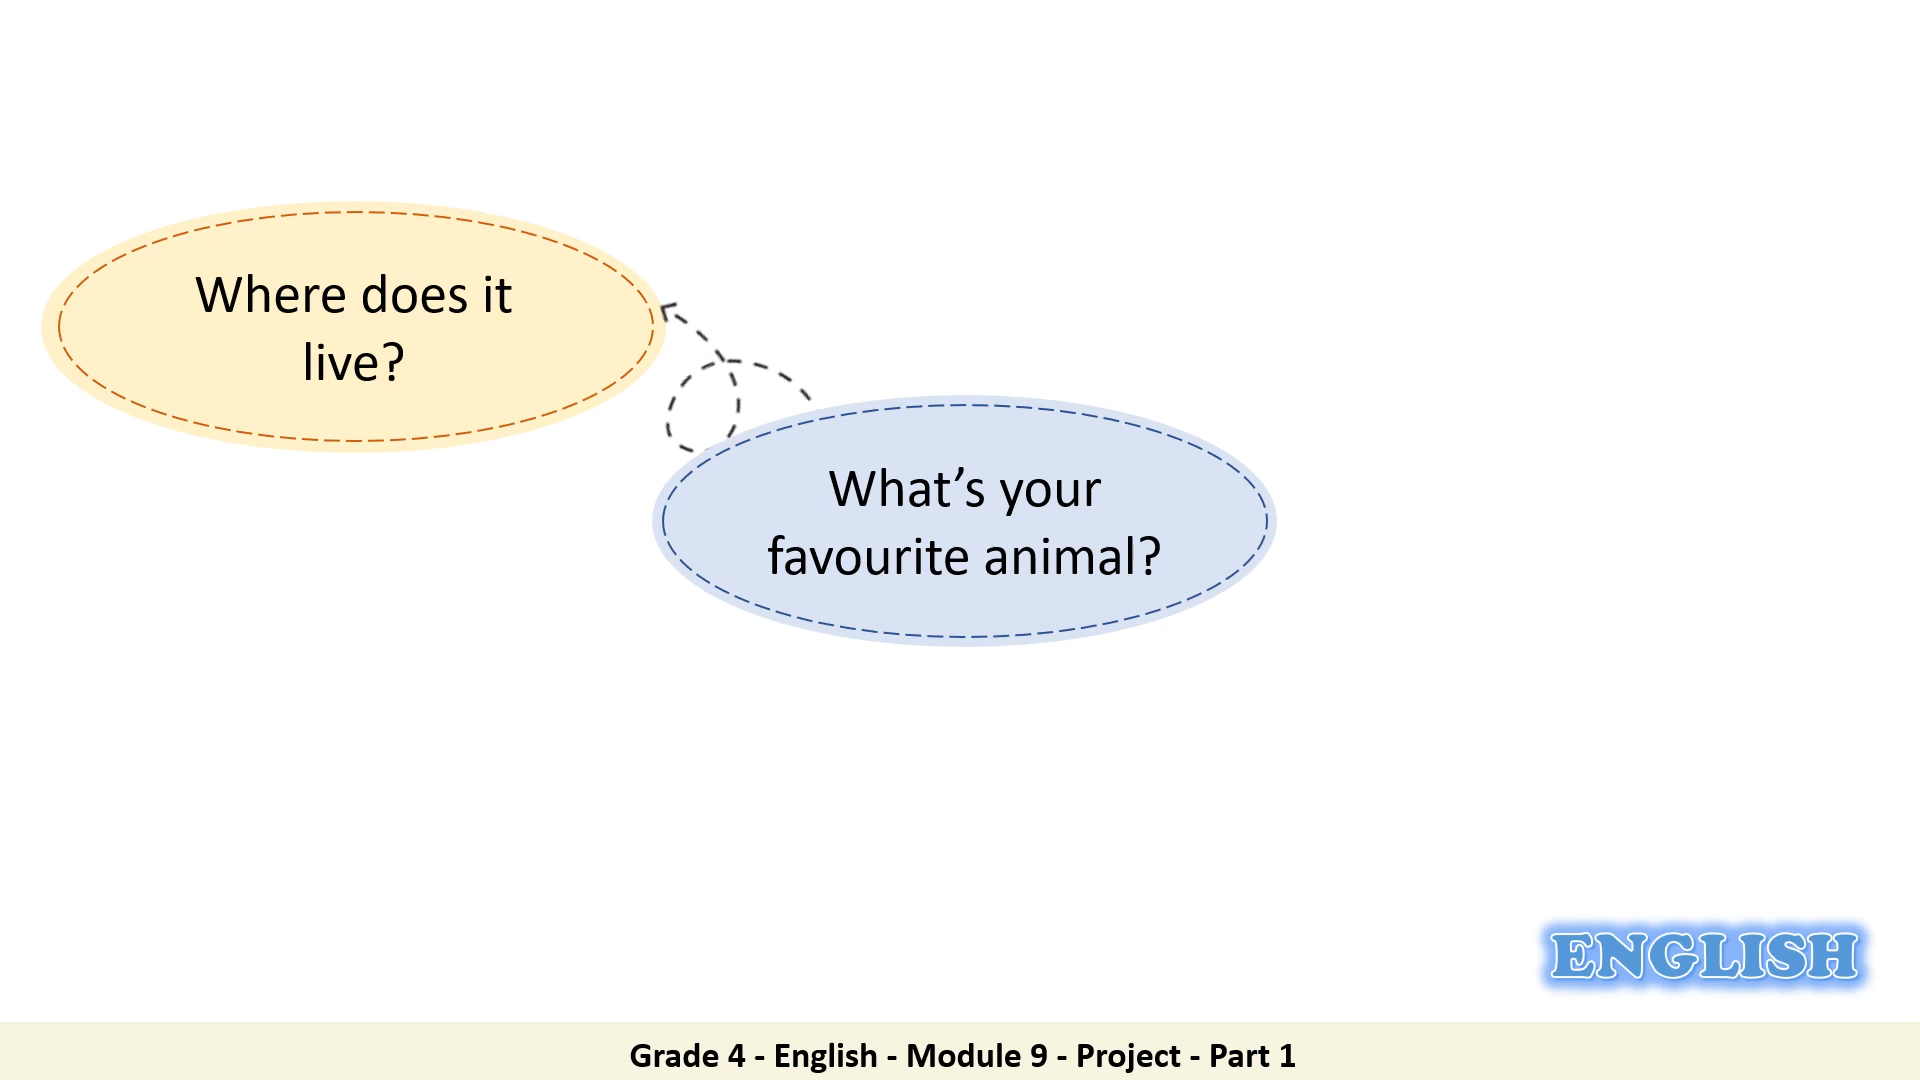 Where does it
live?
What’s your
favourite animal?
ENGLISH
Grade 4 - English - Module 9 - Project - Part 1